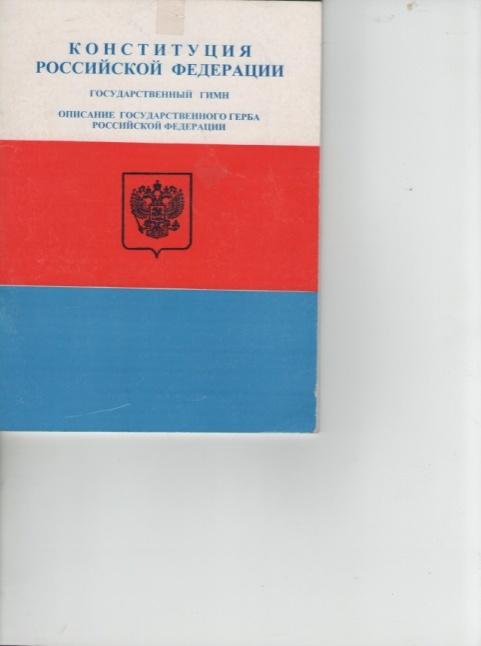 КОНСТИТУЦИЯ
РОССИЙСКОЙ ФЕДЕРАЦИИ
ГОСУДАРСТВЕННЫЙ ГИМН
ОПИСАНИЕ ГОСУДАРСТВЕННОГО ГЕРБА
РОССИЙСКОЙ ФЕДЕРАЦИИ